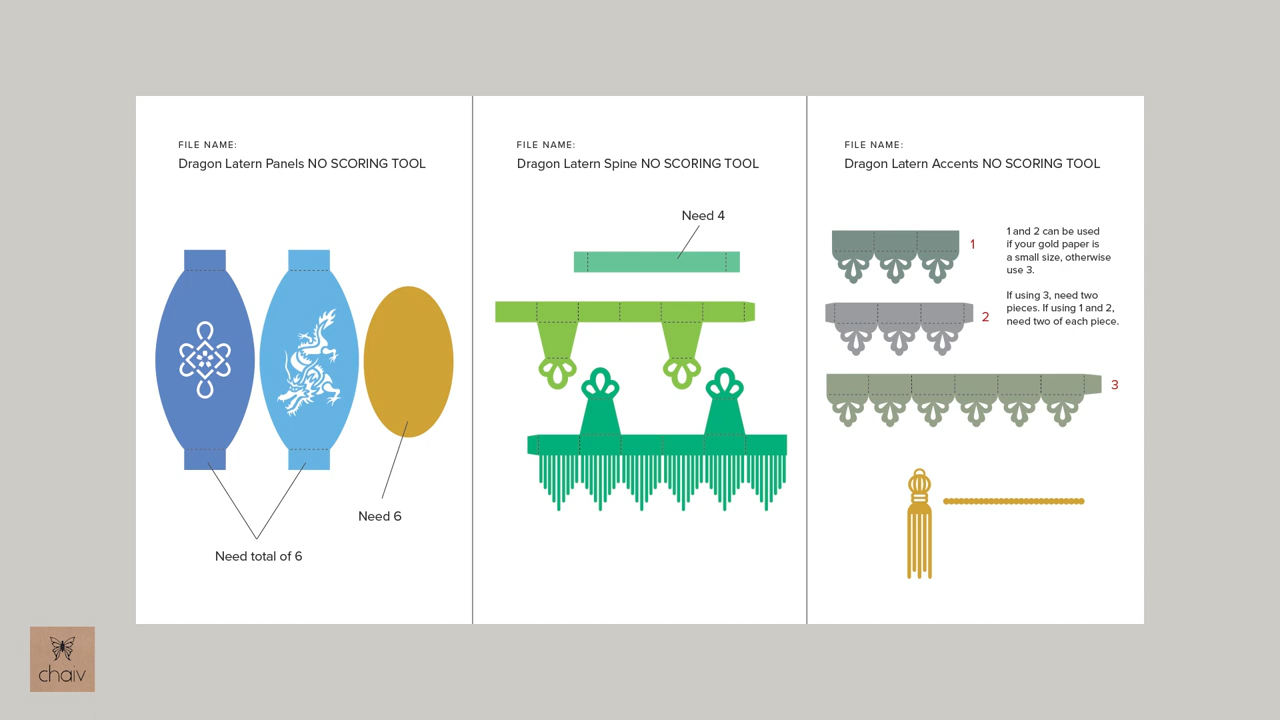 FILE NAME:
Dragon Latern Panels NO SCORING TOOL
Need 6
Need total of 6
FILE NAME:
Dragon Latern Spine NO SCORING TOOL
Need 4
FILE NAME:
Dragon Latern Accents NO SCORING TOOL
1
1 and 2 can be used
if your gold paper is
a small size, otherwise
use 3.
2
If using 3, need two
pieces. If using 1 and 2,
need two of each piece.
3
chaiv